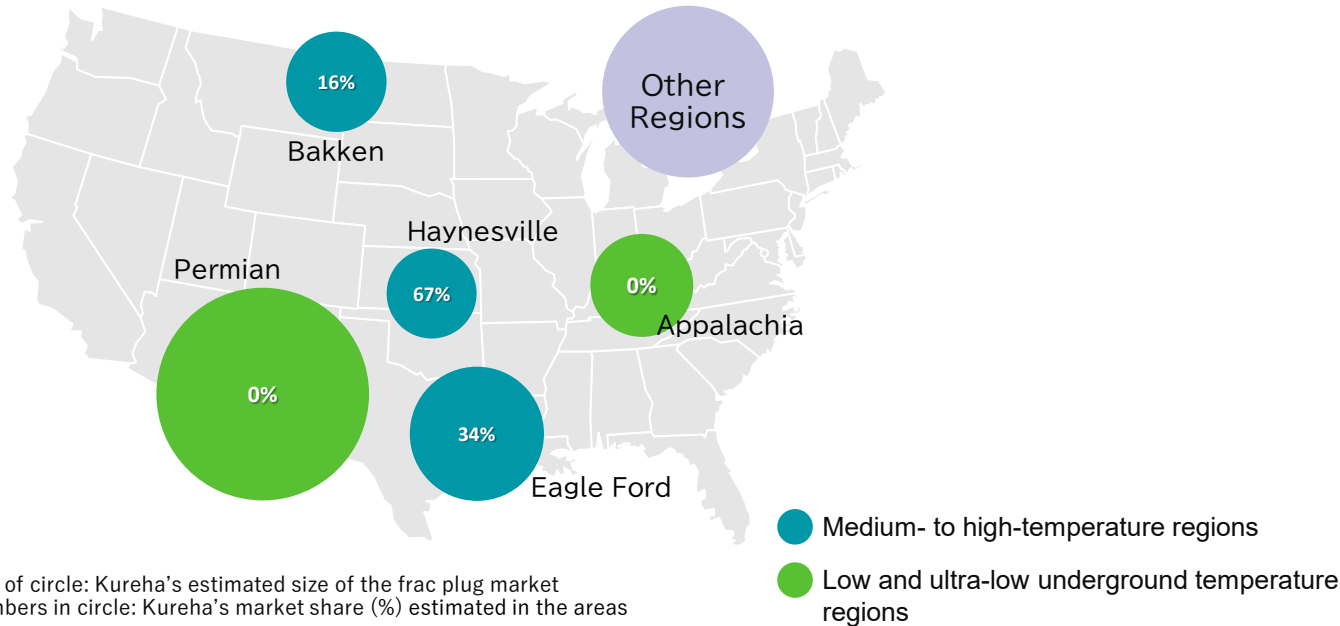 16%
Bakken
Other
Regions
Haynesville
67%
Permian
0%
0%
Appalachia
34%
Eagle Ford
Medium- to high-temperature regions
Low and ultra-low underground temperature
regions
of circle: Kureha's estimated size of the frac plug market
in circle: Kureha's market share (%) estimated in the areas